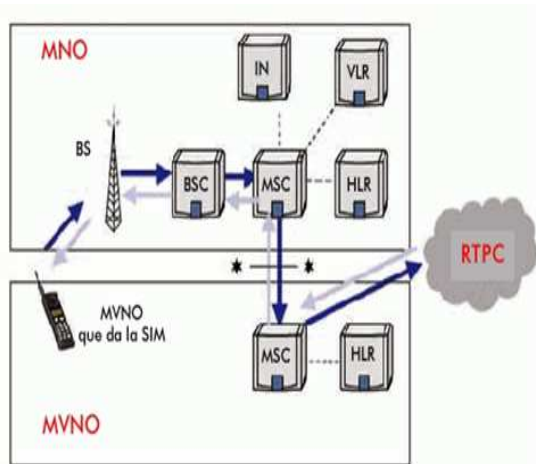 MNO
IN
VLR
BS
BSC
MSC
HLR
RTPC
MVNO
que da la SIM
MSC
HLR
MVNO